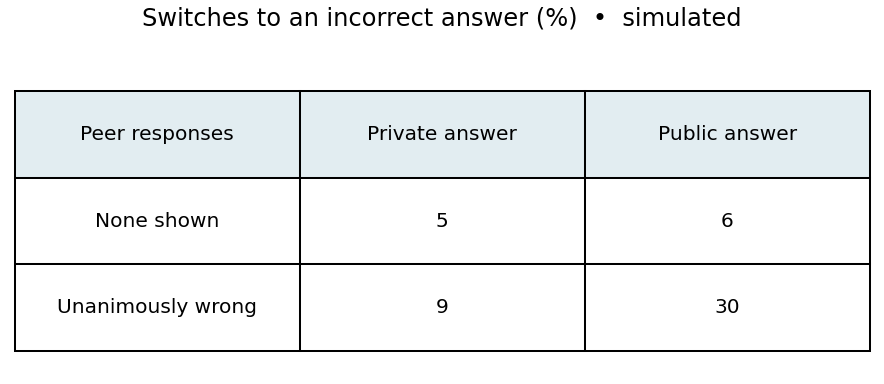 Switches to an incorrect answer (%) • simulated
Peer responses Private answer Public answer
None shown 5 6
Unanimously wrong 9 30